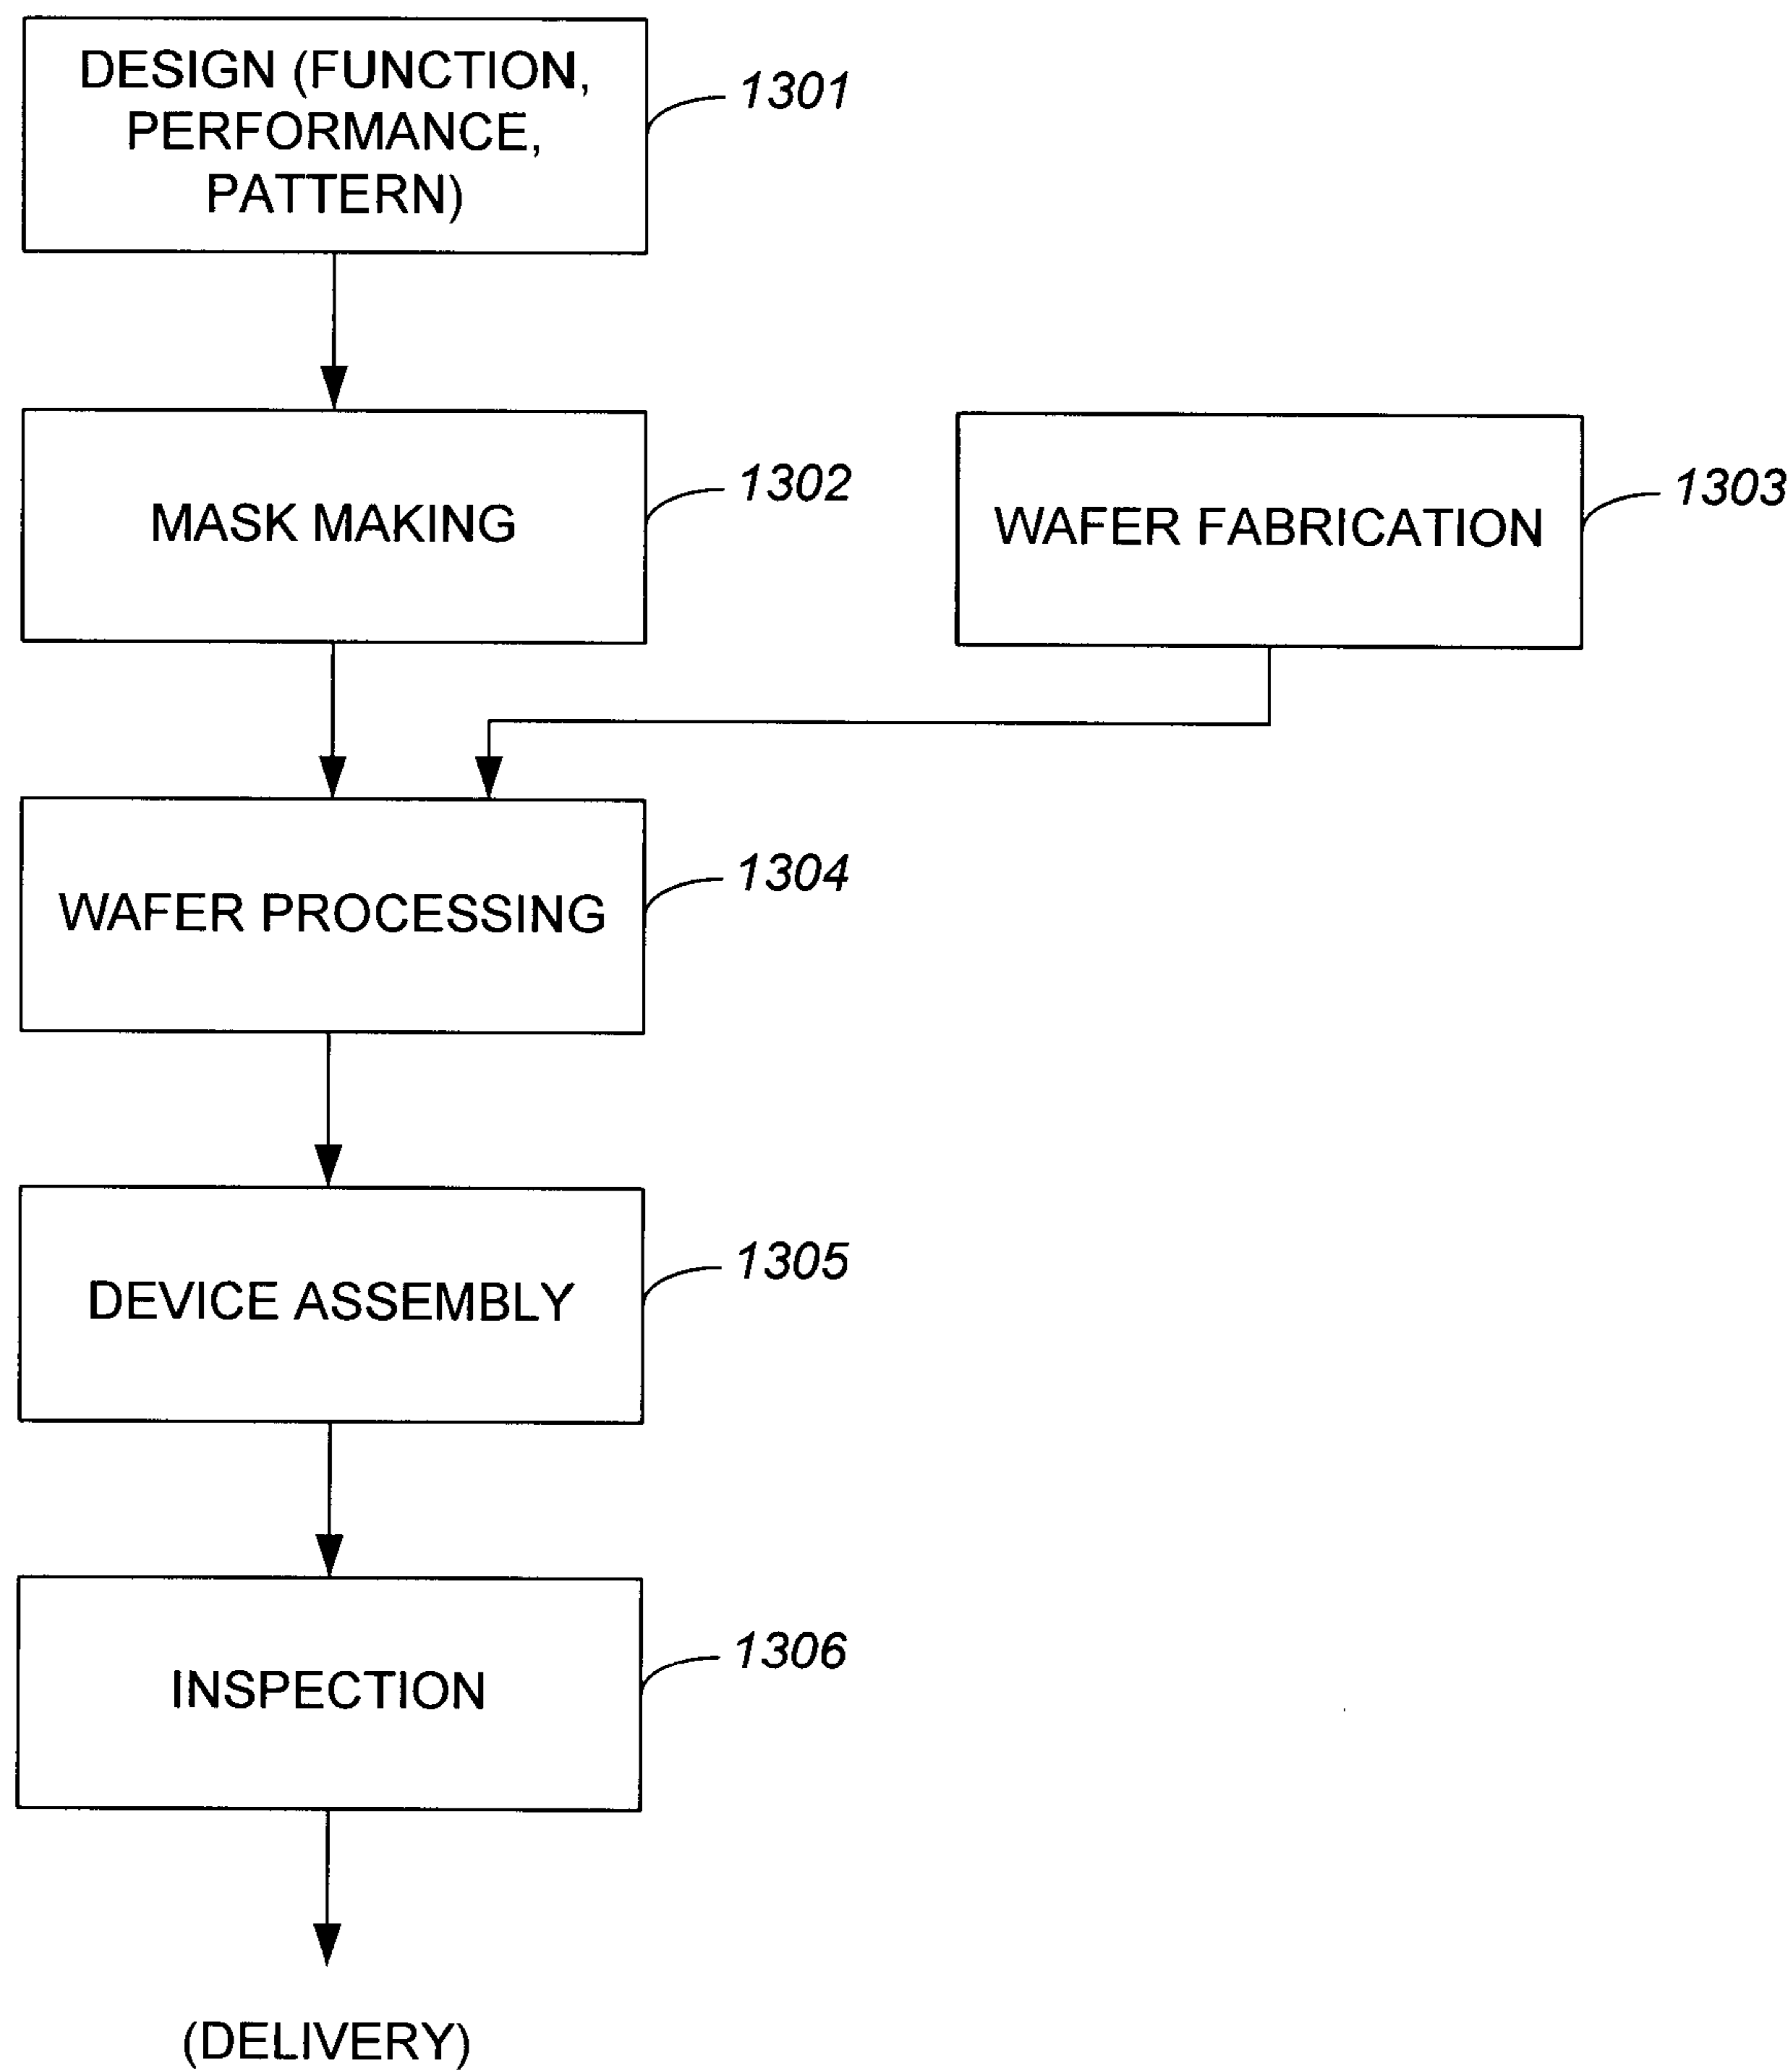 DESIGN (FUNCTION,
PERFORMANCE,
PATTERN)
1301
MASK MAKING
1302
WAFER FABRICATION
1303
WAFER PROCESSING
1304
DEVICE ASSEMBLY
1305
INSPECTION
1306
(DELIVERY)